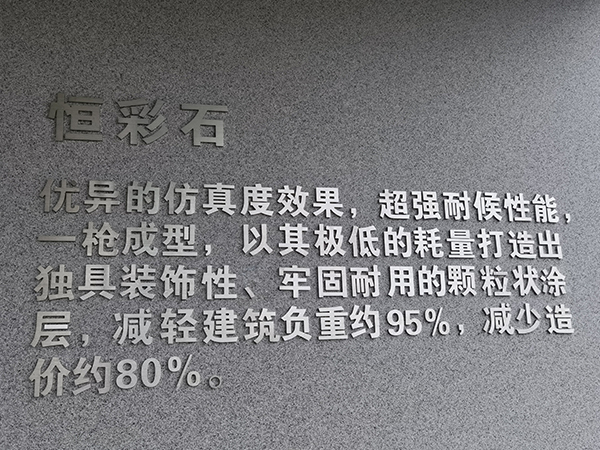 恒彩石
优异的仿真度效果，超强耐候性能，
一枪成型，以其极低的耗量打造出
独具装饰性、牢固耐用的颗粒状涂
层，减轻建筑负重约95%，减少造
价约80%。